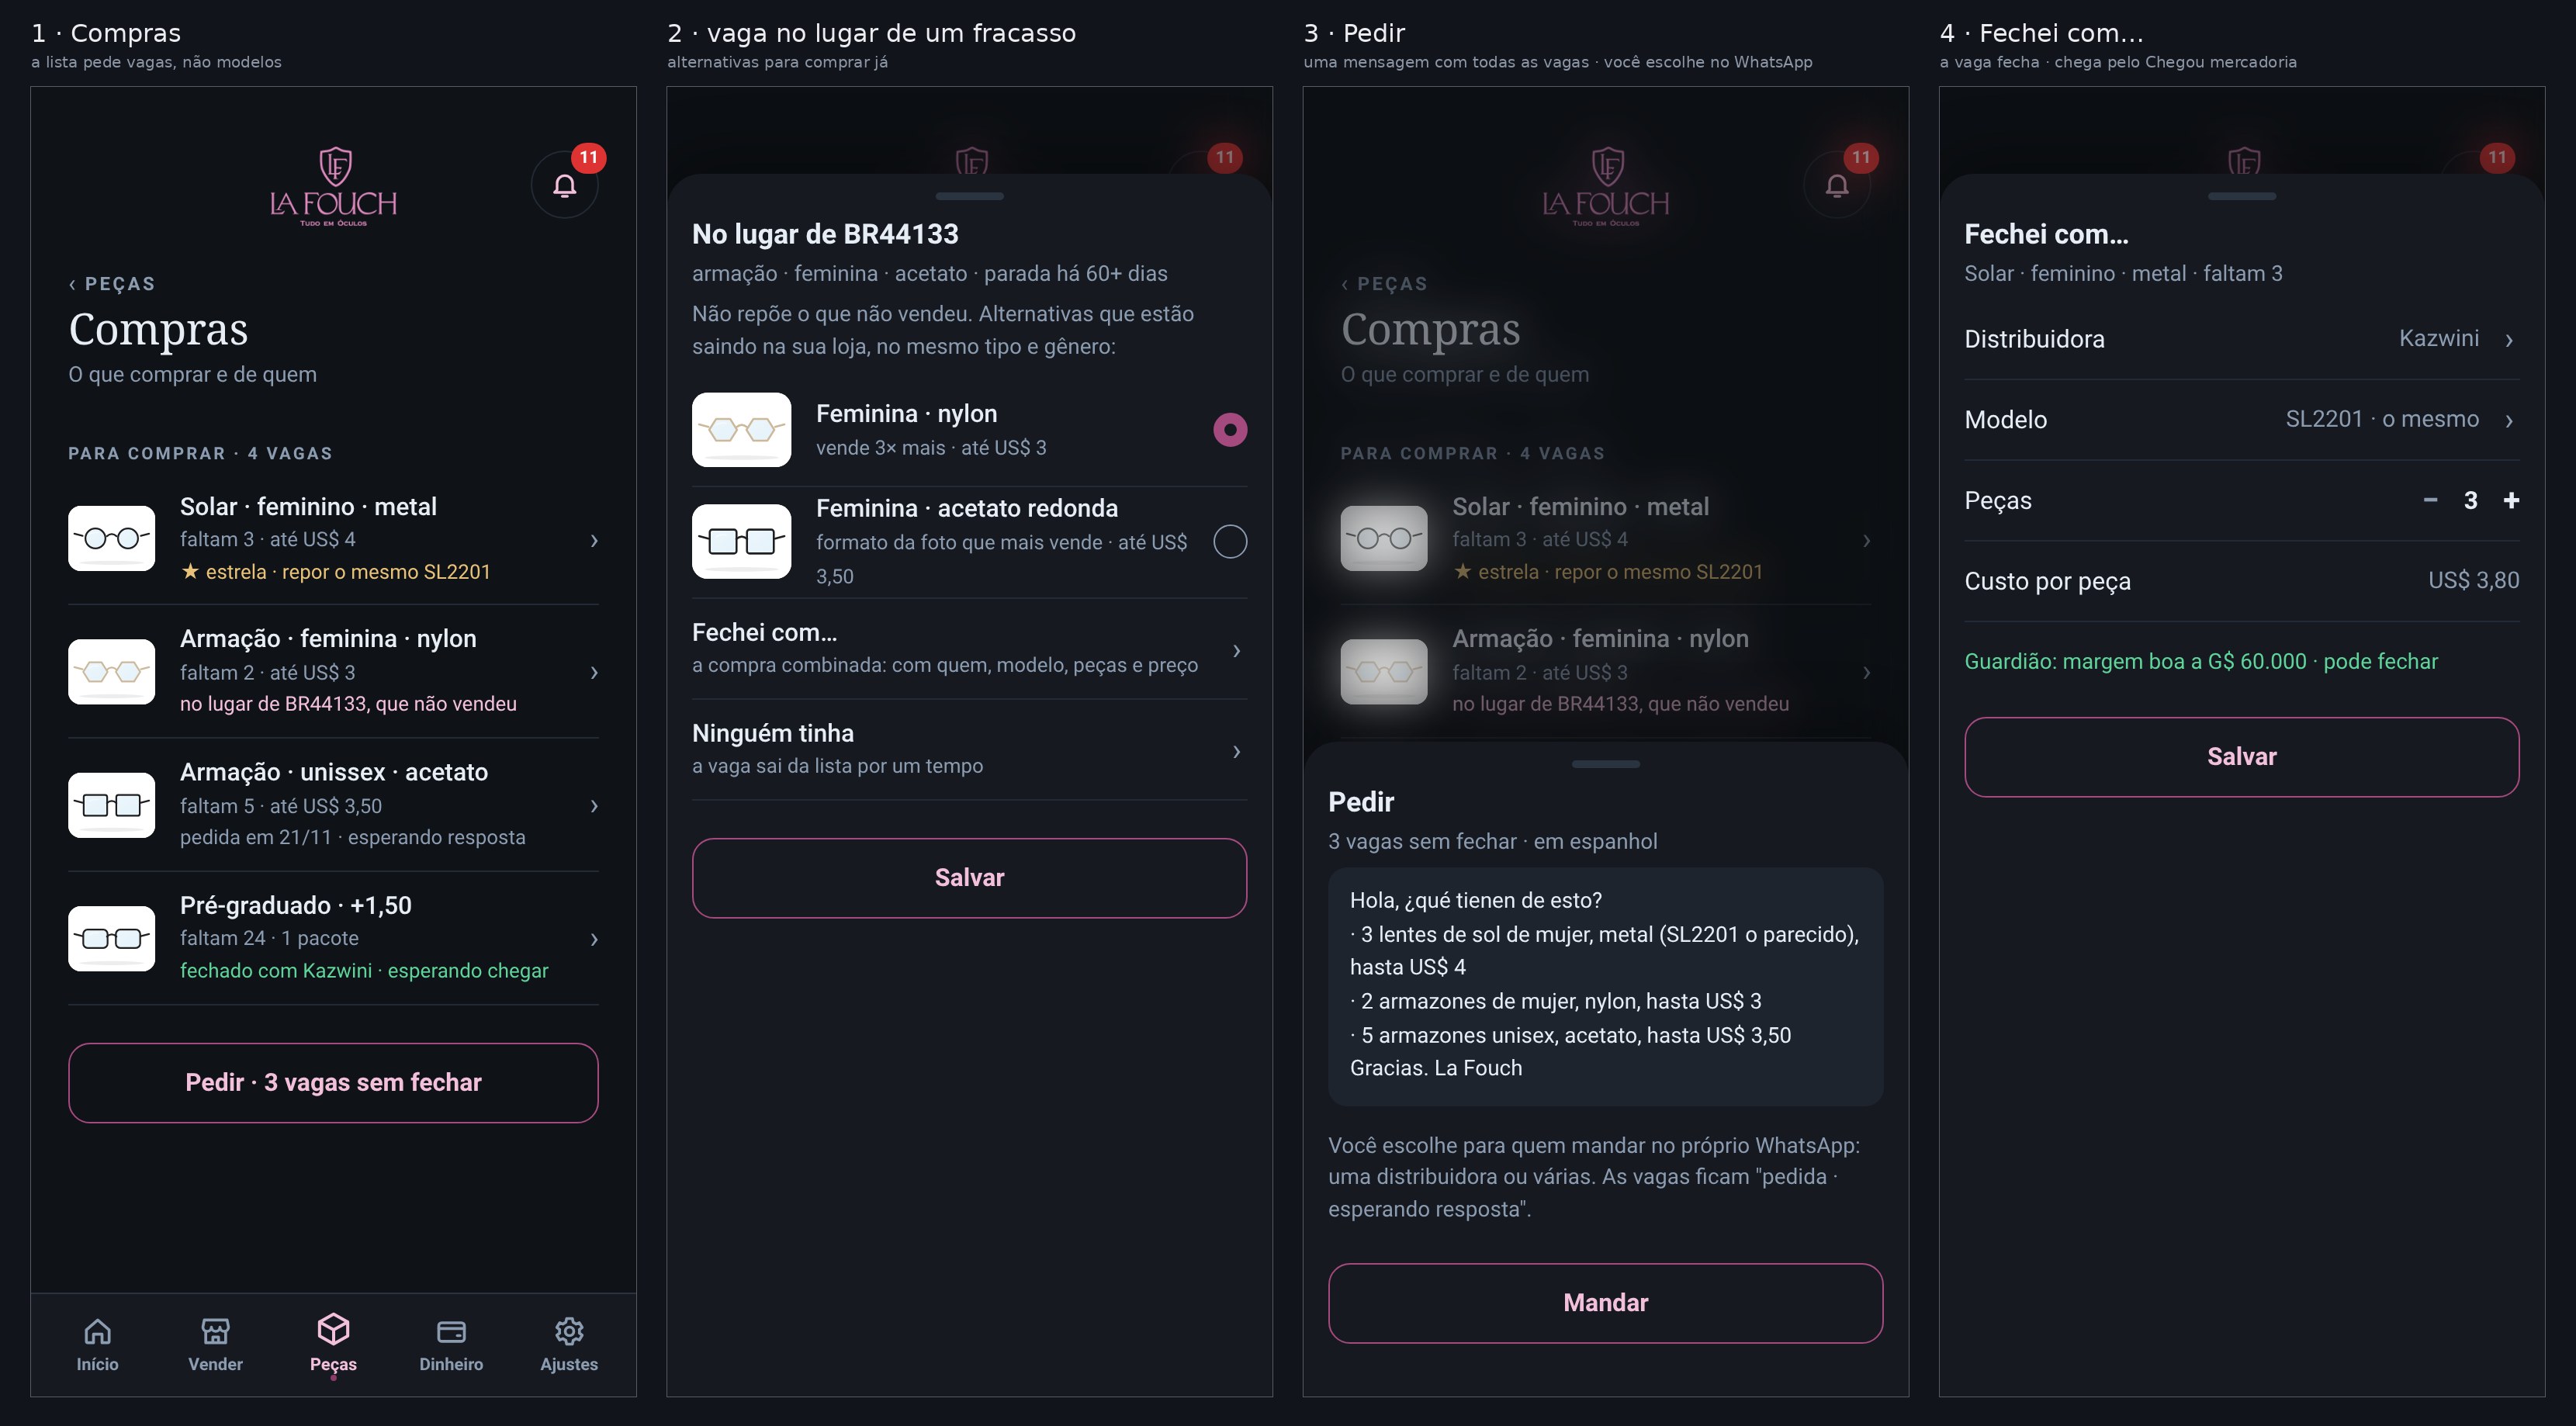 1 · Compras
a lista pede vagas, não modelos
LF
LA FOUCH
TUDO EM ÓCULOS
11
‹ PEÇAS
Compras
O que comprar e de quem
PARA COMPRAR · 4 VAGAS
Solar · feminino · metal
faltam 3 · até US$ 4
★ estrela · repor o mesmo SL2201
›
Armação · feminina · nylon
faltam 2 · até US$ 3
no lugar de BR44133, que não vendeu
›
Armação · unissex · acetato
faltam 5 · até US$ 3,50
pedida em 21/11 · esperando resposta
›
Pré-graduado · +1,50
faltam 24 · 1 pacote
fechado com Kazwini · esperando chegar
›
Pedir · 3 vagas sem fechar
Início
Vender
Peças
Dinheiro
Ajustes
2 · vaga no lugar de um fracasso
alternativas para comprar já
LF
11
No lugar de BR44133
armação · feminina · acetato · parada há 60+ dias
Não repõe o que não vendeu. Alternativas que estão
saindo na sua loja, no mesmo tipo e gênero:
Feminina · nylon
vende 3× mais · até US$ 3
Feminina · acetato redonda
formato da foto que mais vende · até US$
3,50
Fechei com…
a compra combinada: com quem, modelo, peças e preço
›
Ninguém tinha
a vaga sai da lista por um tempo
›
Salvar
3 · Pedir
uma mensagem com todas as vagas · você escolhe no WhatsApp
LF
LA FOUCH
TUDO EM ÓCULOS
11
‹ PEÇAS
Compras
O que comprar e de quem
PARA COMPRAR · 4 VAGAS
Solar · feminino · metal
faltam 3 · até US$ 4
★ estrela · repor o mesmo SL2201
›
Armação · feminina · nylon
faltam 2 · até US$ 3
no lugar de BR44133, que não vendeu
›
Pedir
3 vagas sem fechar · em espanhol
Hola, ¿qué tienen de esto?
· 3 lentes de sol de mujer, metal (SL2201 o parecido),
hasta US$ 4
· 2 armazones de mujer, nylon, hasta US$ 3
· 5 armazones unisex, acetato, hasta US$ 3,50
Gracias. La Fouch
Você escolhe para quem mandar no próprio WhatsApp:
uma distribuidora ou várias. As vagas ficam "pedida ·
esperando resposta".
Mandar
4 · Fechei com…
a vaga fecha · chega pelo Chegou mercadoria
LF
11
Fechei com…
Solar · feminino · metal · faltam 3
Distribuidora Kazwini ›
Modelo SL2201 · o mesmo ›
Peças − 3 +
Custo por peça US$ 3,80
Guardião: margem boa a G$ 60.000 · pode fechar
Salvar